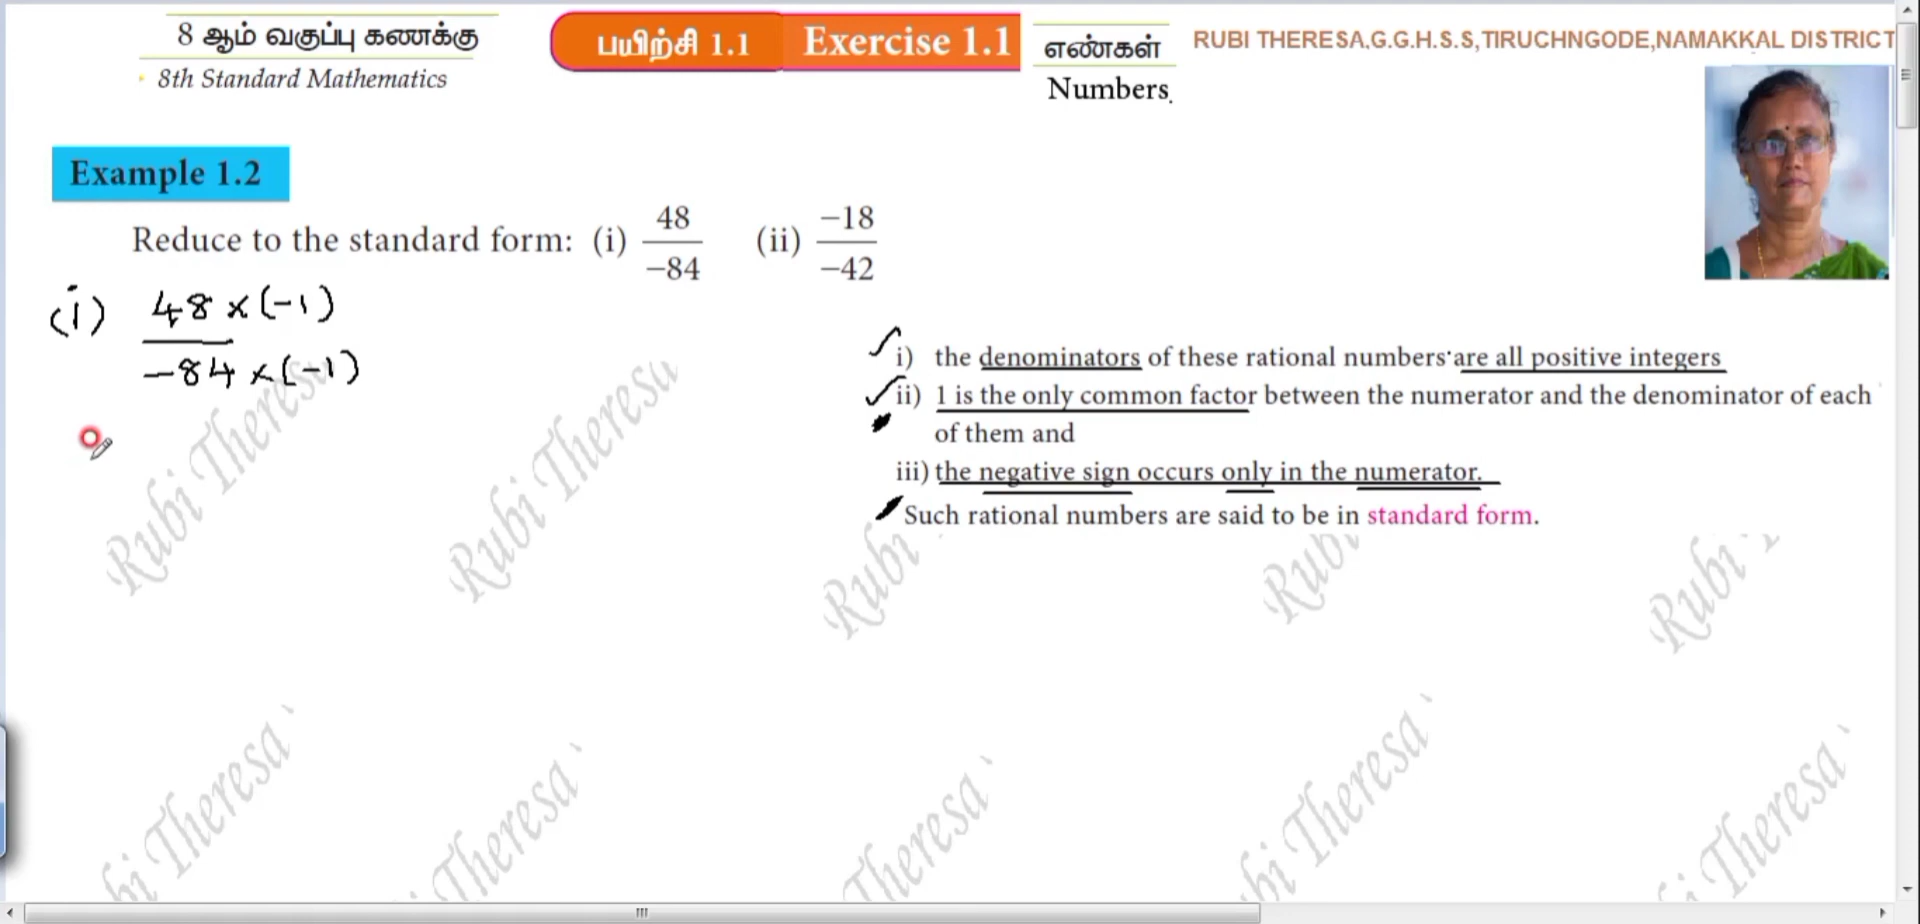 8 ஆம் வகுப்பு கணக்கு
8th Standard Mathematics
பயிற்சி 1.1 Exercise 1.1
எண்கள்
Numbers.
RUBI THERESA,G.G.H.S.S,TIRUCHNGODE,NAMAKKAL DISTRICT
Example 1.2
Reduce to the standard form: (i) 48/−84 (ii) −18/−42
(i) 48 × (−1)
−84 × (−1)
i) the denominators of these rational numbers are all positive integers
ii) 1 is the only common factor between the numerator and the denominator of each
of them and
iii) the negative sign occurs only in the numerator.
Such rational numbers are said to be in standard form.
Rubi Theresa
Rubi Theresa
Rubi
Rubi
Rubi
bi Theresa
Theresa
Theresa
bi Theresa
Theresa